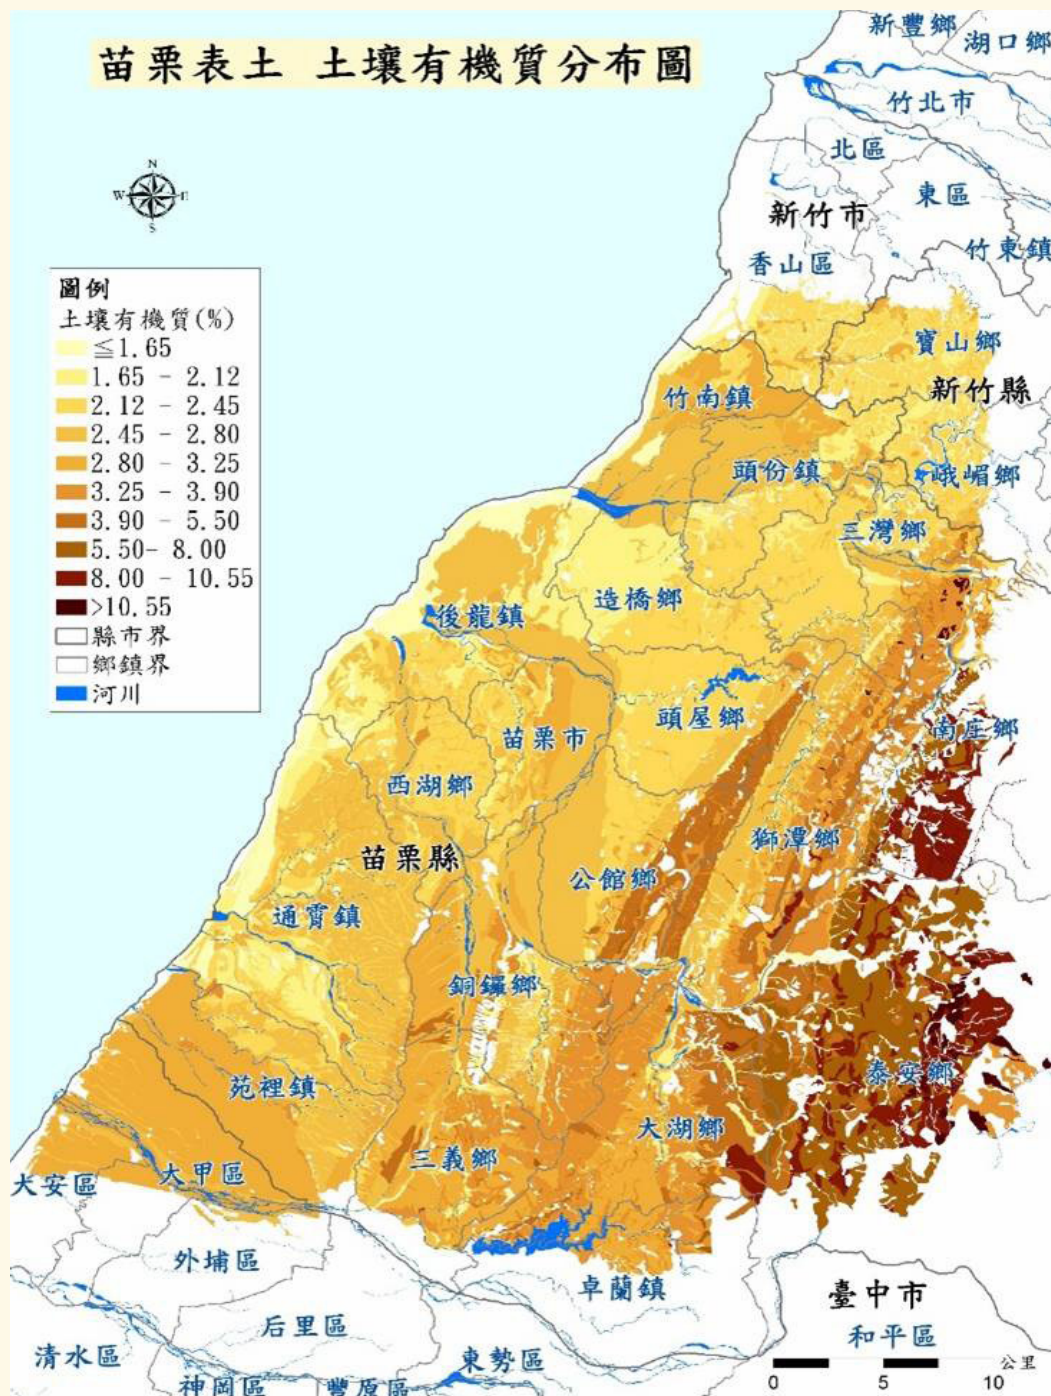 苗栗表土 土壤有機質分布圖
N
W
E
S
圖例
土壤有機質(%)
≦1.65
1.65 - 2.12
2.12 - 2.45
2.45 - 2.80
2.80 - 3.25
3.25 - 3.90
3.90 - 5.50
5.50- 8.00
8.00 - 10.55
>10.55
縣市界
鄉鎮界
河川
新豐鄉
湖口鄉
竹北市
北區
東區
新竹市
竹東鎮
香山區
寶山鄉
新竹縣
竹南鎮
頭份鎮
峨嵋鄉
三灣鄉
造橋鄉
後龍鎮
頭屋鄉
南庄鄉
苗栗市
西湖鄉
獅潭鄉
苗栗縣
公館鄉
通霄鎮
銅鑼鄉
泰安鄉
苑裡鎮
大湖鄉
三義鄉
大甲區
大安區
外埔區
卓蘭鎮
臺中市
后里區
和平區
清水區
東勢區
神岡區
豐原區
公里
0
5
10